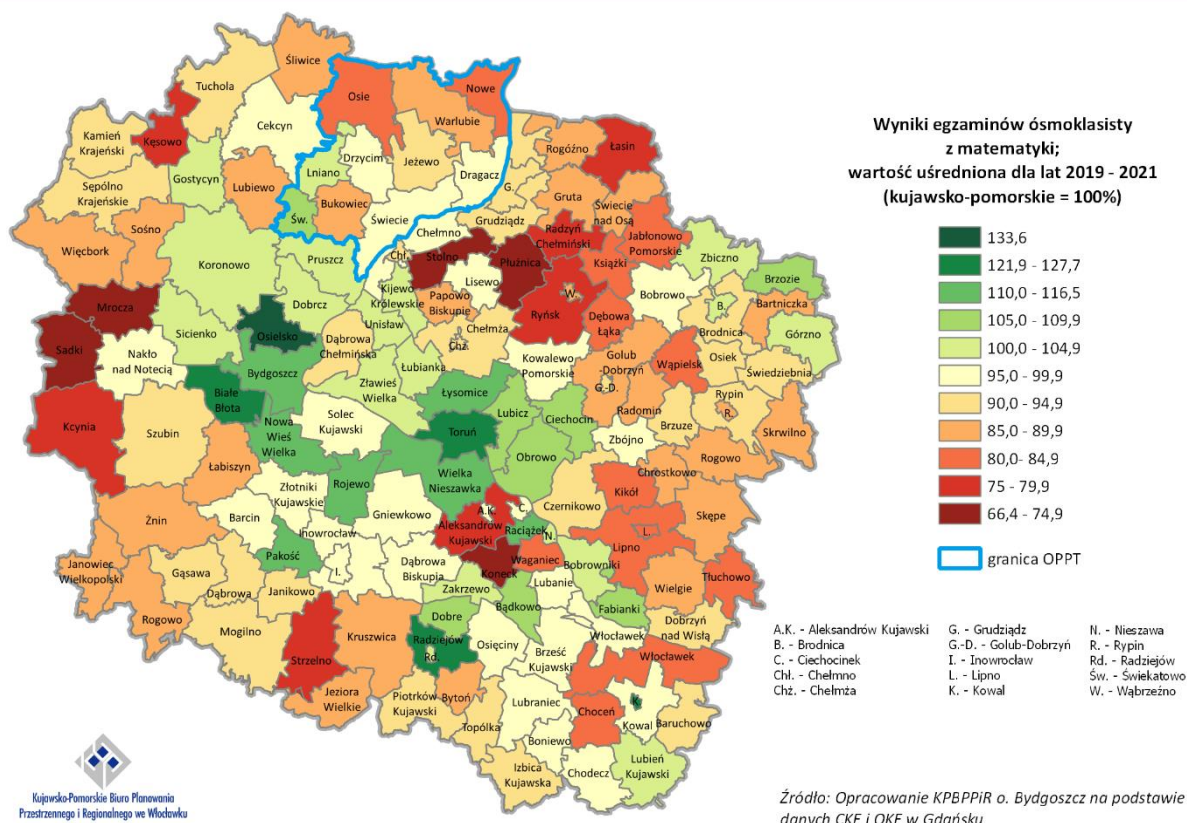 Wyniki egzaminów ósmoklasisty
z matematyki;
wartość uśredniona dla lat 2019 - 2021
(kujawsko-pomorskie = 100%)
133,6
121,9 - 127,7
110,0 - 116,5
105,0 - 109,9
100,0 - 104,9
95,0 - 99,9
90,0 - 94,9
85,0 - 89,9
80,0- 84,9
75 - 79,9
66,4 - 74,9
granica OPPT
A.K. - Aleksandrów Kujawski
B. - Brodnica
C. - Ciechocinek
Chł. - Chełmno
Chż. - Chełmża
G. - Grudziądz
G.-D. - Golub-Dobrzyń
I. - Inowrocław
L. - Lipno
K. - Kowal
N. - Nieszawa
R. - Rypin
Rd. - Radziejów
Św. - Świekatowo
W. - Wąbrzeźno
Śliwice
Tuchola
Osie
Nowe
Cekcyn
Warlubie
Kęsowo
Kamień
Krajeński
Rogóźno
Łasin
Drzycim
Jeżewo
Lniano
Dragacz
G.
Gostycyn
Lubiewo
Sępólno
Krajeńskie
Bukowiec
Gruta
Świecie
nad Osą
Św.
Świecie
Grudziądz
Sośno
Chełmno
Radzyń
Chełmiński
Jabłonowo
Pomorskie
Więcbork
Koronowo
Pruszcz
Chł.
Stolno
Płużnica
Książki
Zbiczno
Brzozie
Lisewo
Kijewo
Królewskie
Papowo
Biskupie
W.
Bobrowo
Bartniczka
Mrocza
Dobrcz
B.
Ryńsk
Dębowa
Łąka
Sicienko
Osielsko
Unisław
Chełmża
Brodnica
Górzno
Dąbrowa
Chełmińska
Chż.
Sadki
Nakło
nad Notecią
Kowalewo
Pomorskie
Golub
-Dobrzyń
Wąpielsk
Osiek
Świedziebnia
Bydgoszcz
Łubianka
G.-D.
Zławieś
Wielka
Białe
Błota
Łysomice
Rypin
R.
Kcynia
Szubin
Solec
Kujawski
Lubicz
Ciechocin
Radomin
Brzuze
Toruń
Nowa
Wieś
Wielka
Zbójno
Skrwilno
Obrowo
Łabiszyn
Wielka
Nieszawka
Rogowo
Złotniki
Kujawskie
Rojewo
Chrostkowo
Kikół
Czernikowo
Żnin
Barcin
Gniewkowo
A.K.
C.
Skępe
Inowrocław
Aleksandrów
Kujawski
Raciążek
N.
L.
Pakość
Lipno
Waganiec
Bobrowniki
Janowiec
Wielkopolski
Gąsawa
I.
Dąbrowa
Biskupia
Koneck
Lubanie
Tłuchowo
Wielgie
Dąbrowa
Janikowo
Zakrzewo
Bądkowo
Fabianki
Rogowo
Dobre
Dobrzyń
nad Wisłą
Mogilno
Kruszwica
Radziejów
Rd.
Osięciny
Włocławek
Strzelno
Brześć
Kujawski
Włocławek
Jeziora
Wielkie
Piotrków
Kujawski
Bytoń
Lubraniec
K.
Choceń
Topólka
Kowal
Baruchowo
Boniewo
Izbica
Kujawska
Chodecz
Lubień
Kujawski
Kujawsko-Pomorskie Biuro Planowania
Przestrzennego i Regionalnego we Włocławku
Źródło: Opracowanie KPBPPiR o. Bydgoszcz na podstawie
danych CKE i OKE w Gdańsku